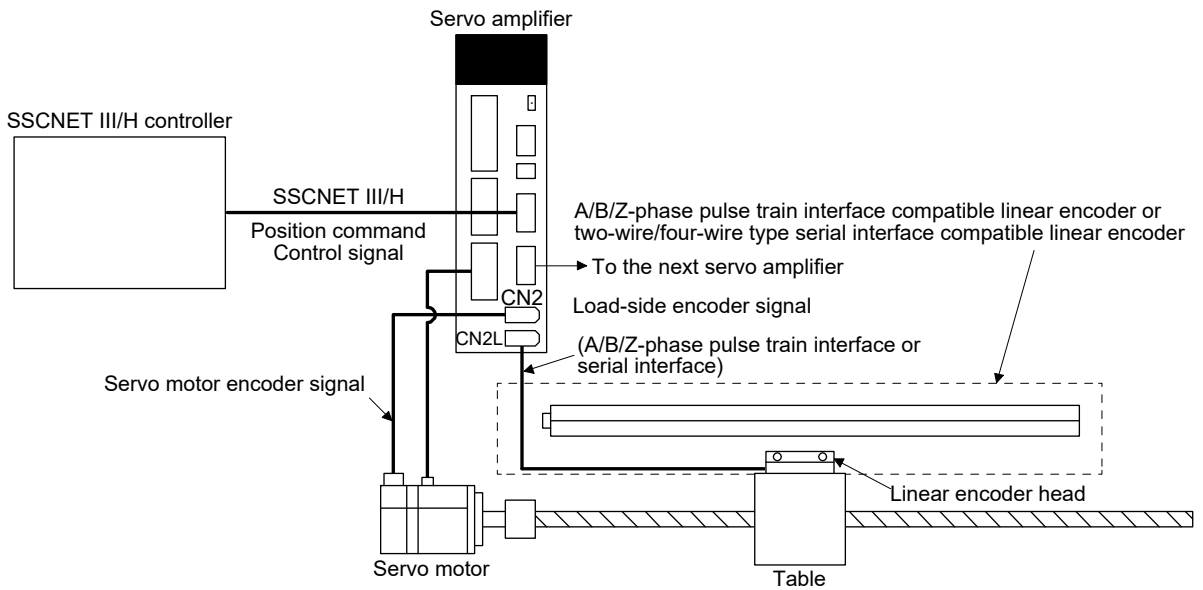 Servo amplifier
SSCNET III/H controller
SSCNET III/H
Position command
Control signal
A/B/Z-phase pulse train interface compatible linear encoder or
two-wire/four-wire type serial interface compatible linear encoder
To the next servo amplifier
CN2
Load-side encoder signal
CN2L
(A/B/Z-phase pulse train interface or
serial interface)
Servo motor encoder signal
Linear encoder head
Servo motor
Table